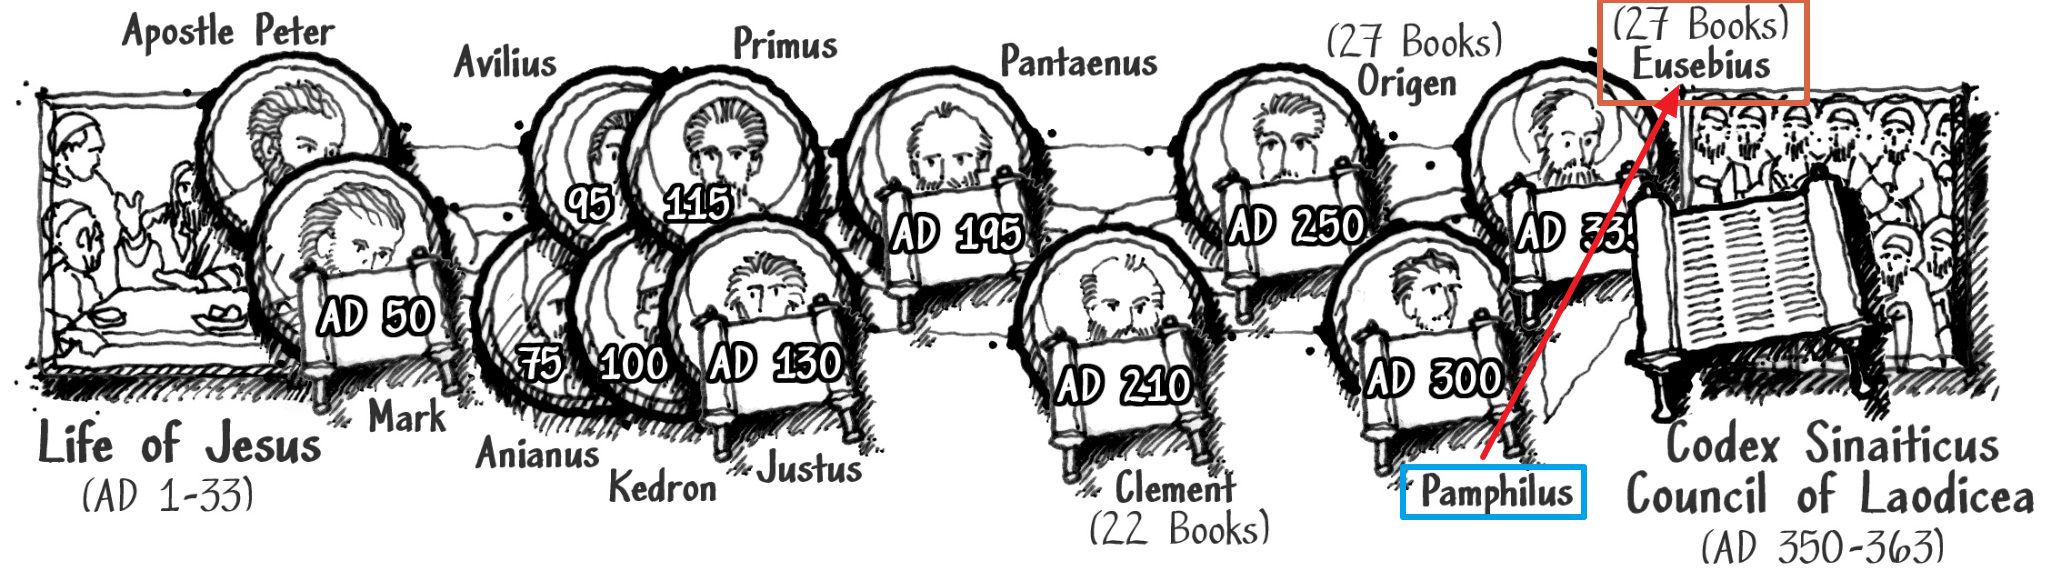 Apostle Peter
Avilius
Primus
Pantaenus
(27 Books)
Origen
(27 Books)
Eusebius
95
115
AD 195
AD 250
AD 335
AD 50
75
100
AD 130
AD 210
AD 300
Mark
Life of Jesus
(AD 1-33)
Anianus
Kedron
Justus
Clement
(22 Books)
Pamphilus
Codex Sinaiticus
Council of Laodicea
(AD 350-363)